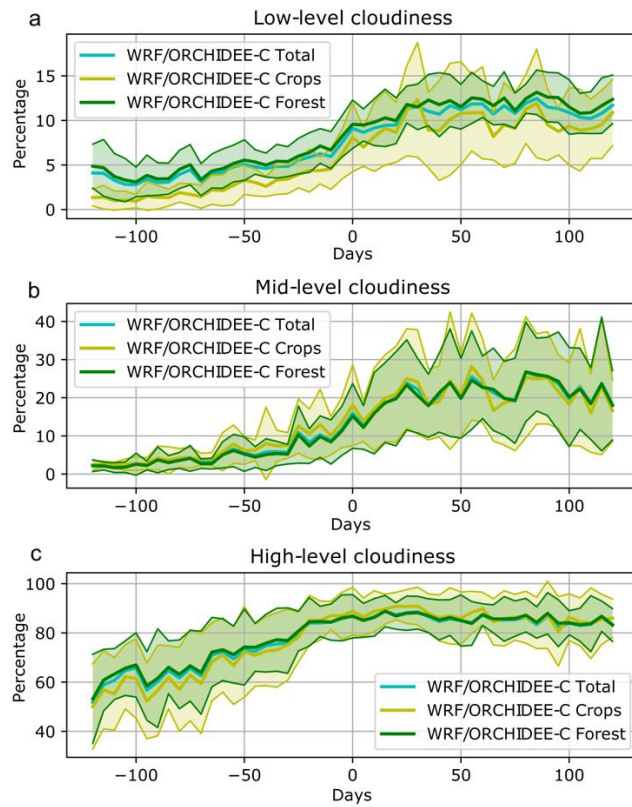 a
Low-level cloudiness
WRF/ORCHIDEE-C Total
WRF/ORCHIDEE-C Crops
WRF/ORCHIDEE-C Forest
Percentage
15
10
5
0
−100
−50
0
50
100
Days
b
Mid-level cloudiness
WRF/ORCHIDEE-C Total
WRF/ORCHIDEE-C Crops
WRF/ORCHIDEE-C Forest
Percentage
40
30
20
10
0
−100
−50
0
50
100
Days
c
High-level cloudiness
Percentage
100
80
60
40
WRF/ORCHIDEE-C Total
WRF/ORCHIDEE-C Crops
WRF/ORCHIDEE-C Forest
−100
−50
0
50
100
Days